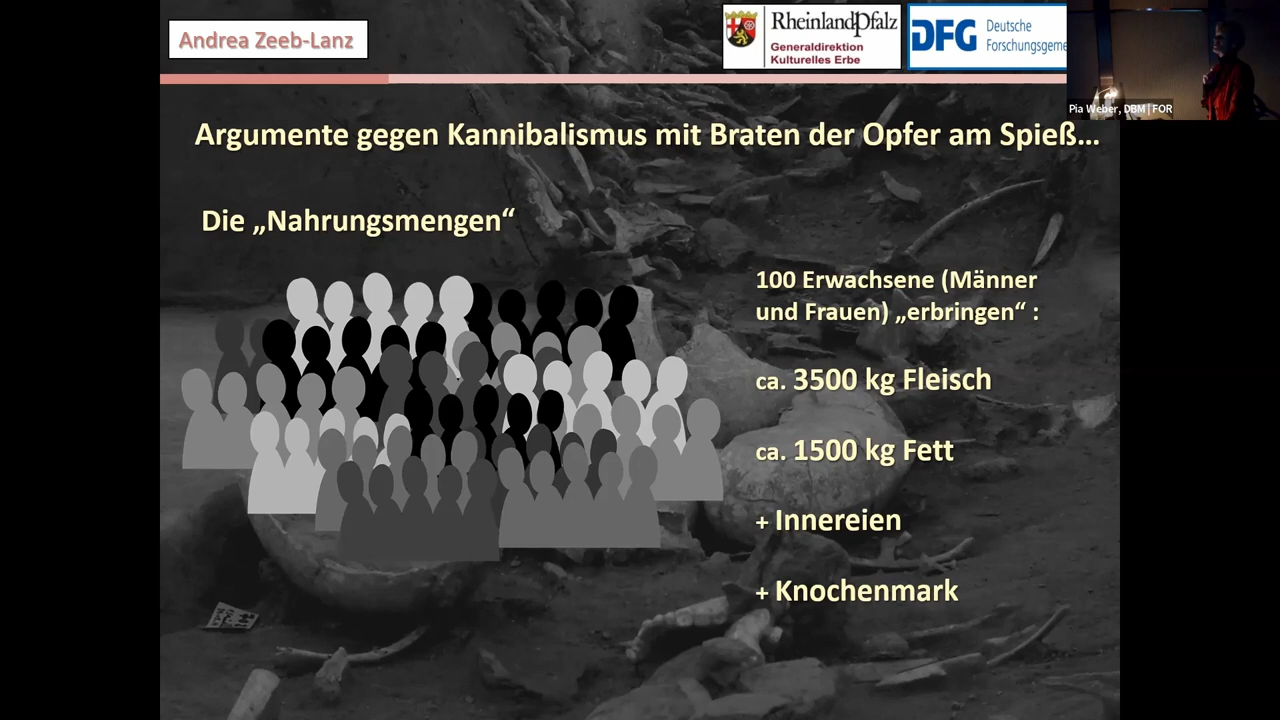 Andrea Zeeb-Lanz
RheinlandPfalz
Generaldirektion
Kulturelles Erbe
DFG
Deutsche
Forschungsgeme
Pia Weber, DBM | FOR
Argumente gegen Kannibalismus mit Braten der Opfer am Spieß...
Die „Nahrungsmengen“
100 Erwachsene (Männer
und Frauen) „erbringen“ :
ca. 3500 kg Fleisch
ca. 1500 kg Fett
+ Innereien
+ Knochenmark